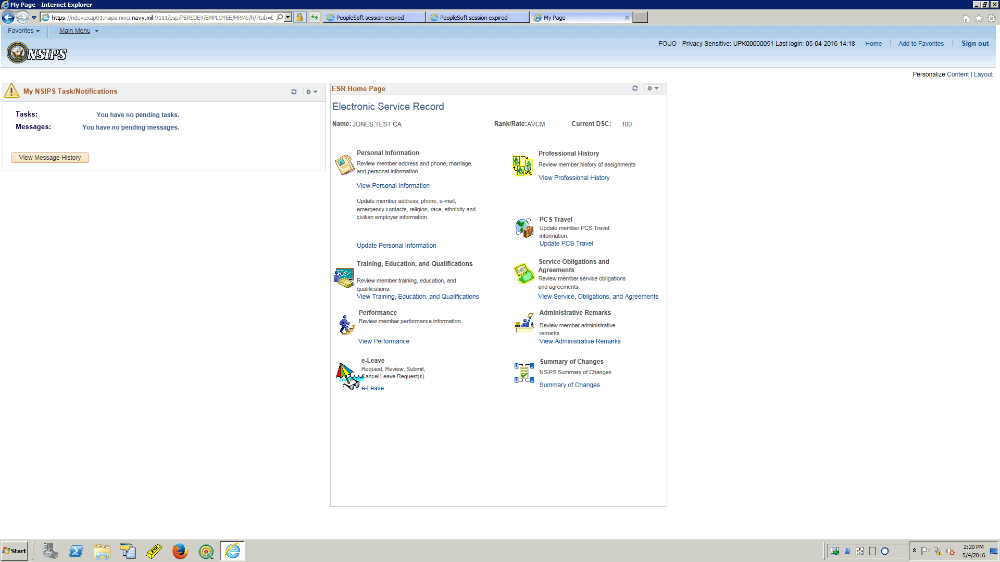 My Page - Internet Explorer
https://ndevuxap01.nsips.nmci.navy.mil:9111/psp/PERSDEV/EMPLOYEE/HRMS/h/?tab=D
PeopleSoft session expired
PeopleSoft session expired
My Page
Favorites
Main Menu
NSIPS
FOUO - Privacy Sensitive: UPK00000051 Last login: 05-04-2016 14:18
Home
Add to Favorites
Sign out
Personalize Content | Layout
My NSIPS Task/Notifications
Tasks: You have no pending tasks.
Messages: You have no pending messages.
View Message History
ESR Home Page
Electronic Service Record
Name: JONES,TEST CA
Rank/Rate:AVCM
Current DSC: 100
Personal Information
Review member address and phone, marriage,
and personal information.
View Personal Information
Update member address, phone, e-mail,
emergency contacts, religion, race, ethnicity and
civilian employer information.
Update Personal Information
Professional History
Review member history of assignments
View Professional History
PCS Travel
Update member PCS Travel
information.
Update PCS Travel
Training, Education, and Qualifications
Review member training, education, and
qualifications.
View Training, Education, and Qualifications
Service Obligations and
Agreements
Review member service obligations
and agreements.
View Service, Obligations, and Agreements
Performance
Review member performance information.
View Performance
Administrative Remarks
Review member administrative
remarks.
View Administrative Remarks
e-Leave
Request, Review, Submit,
Cancel Leave Request(s).
e-Leave
Summary of Changes
NSIPS Summary of Changes
Summary of Changes
Start
2:20 PM
5/4/2016